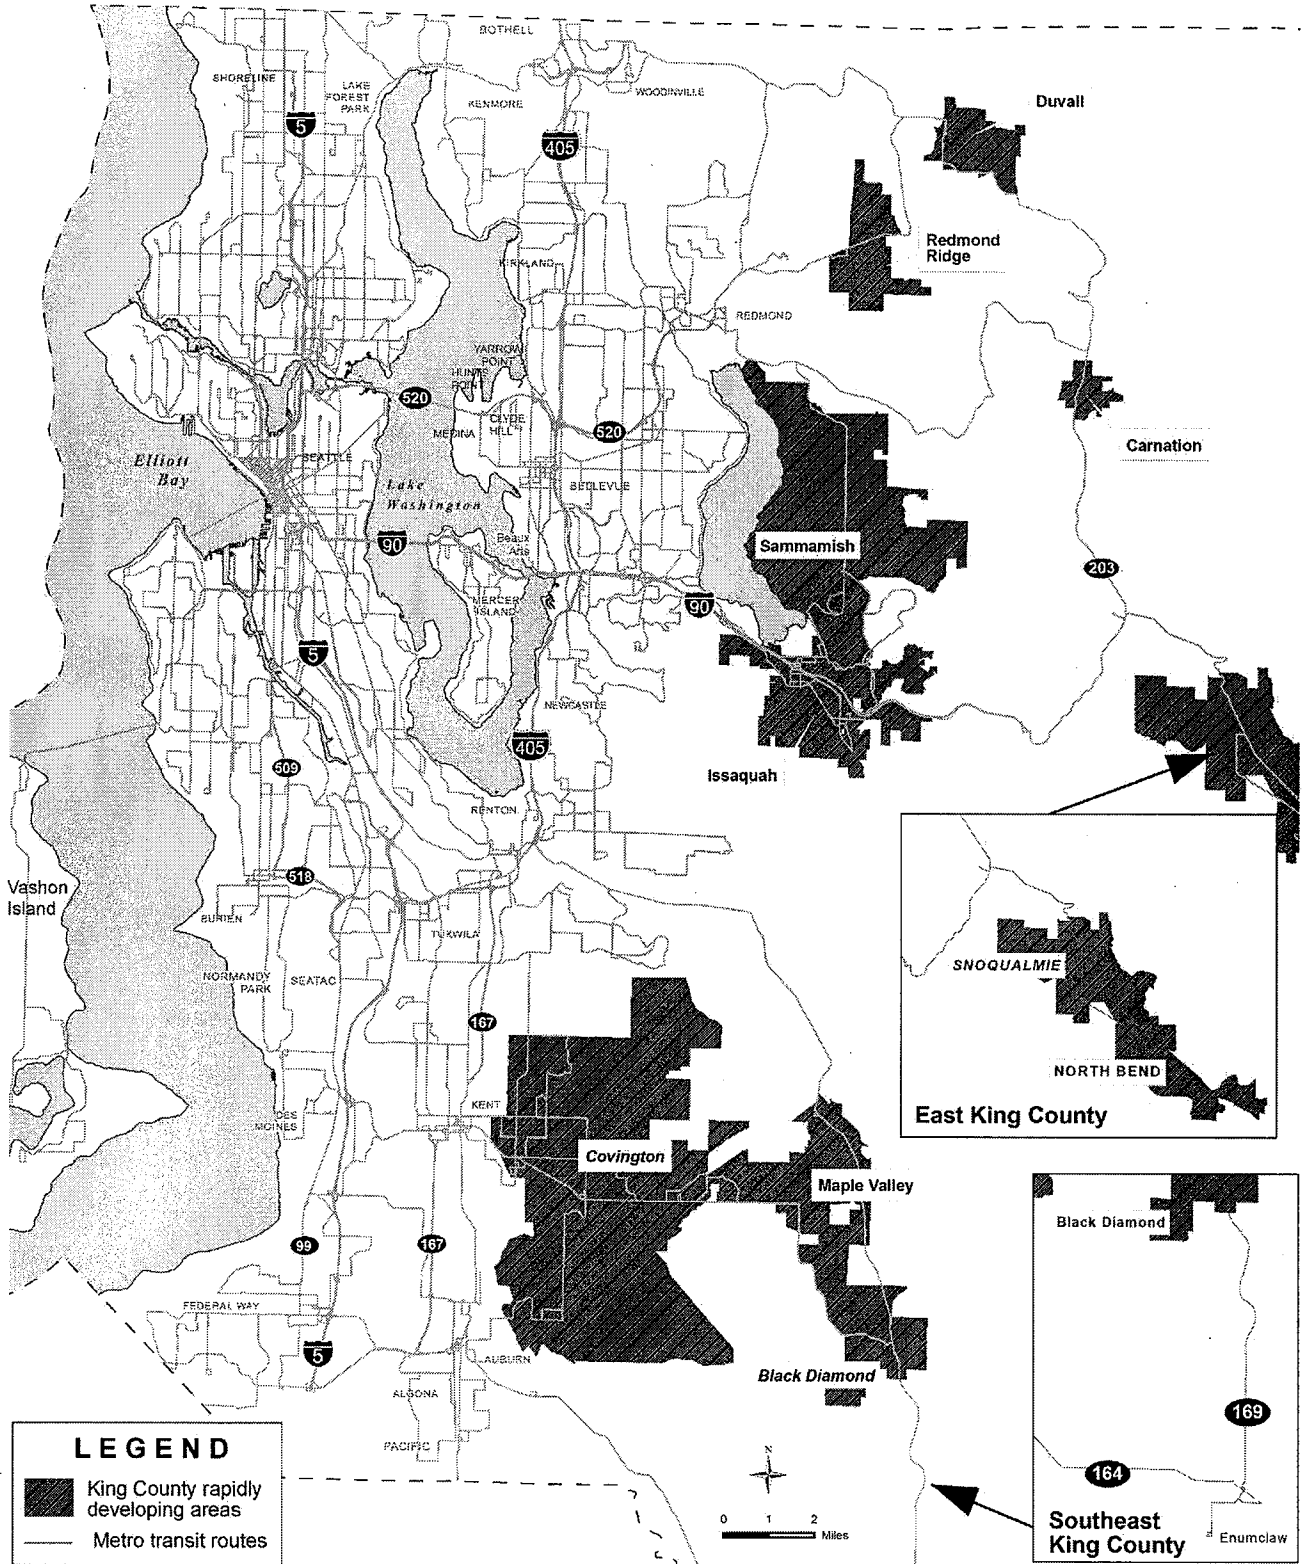 BOTHELL
SHORELINE
LAKE
FOREST
PARK
KENMORE
WOODINVILLE
Duvall
5
405
Redmond
Ridge
KIRKLAND
REDMOND
YARROW
POINT
HUNTS
POINT
520
CLYDE
HILL
MEDINA
520
Carnation
Elliott
Bay
SEATTLE
Lake
Washington
BELLEVUE
90
Beaux
Arts
Sammamish
203
MERCER
ISLAND
90
5
NEWCASTLE
405
509
Issaquah
RENTON
Vashon
Island
518
BURIEN
TUKWILA
NORMANDY
PARK
SEATAC
SNOQUALMIE
167
NORTH BEND
East King County
KENT
DES
MOINES
Covington
Maple Valley
Black Diamond
99
167
FEDERAL WAY
5
AUBURN
Black Diamond
ALGONA
PACIFIC
169
164
Southeast
King County
Enumclaw
N
0 1 2
Miles
LEGEND
King County rapidly
developing areas
Metro transit routes